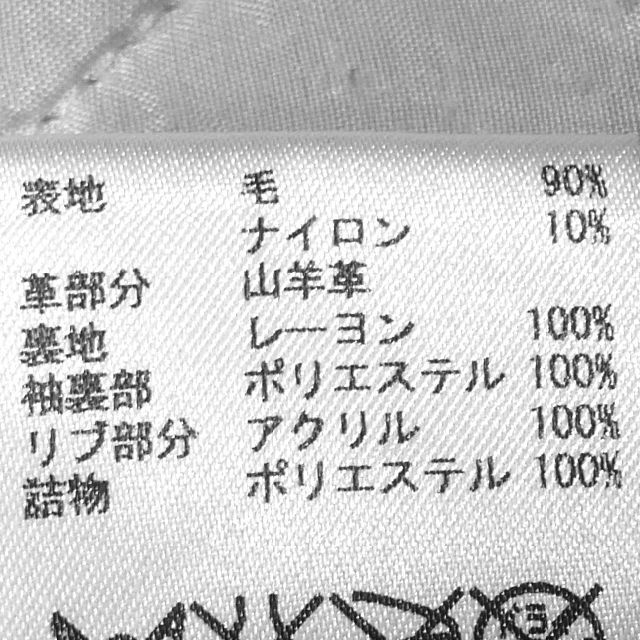 表地 毛 90%
ナイロン 10%
革部分 山羊革
裏地 レーヨン 100%
袖裏部 ポリエステル 100%
リブ部分 アクリル 100%
詰物 ポリエステル 100%